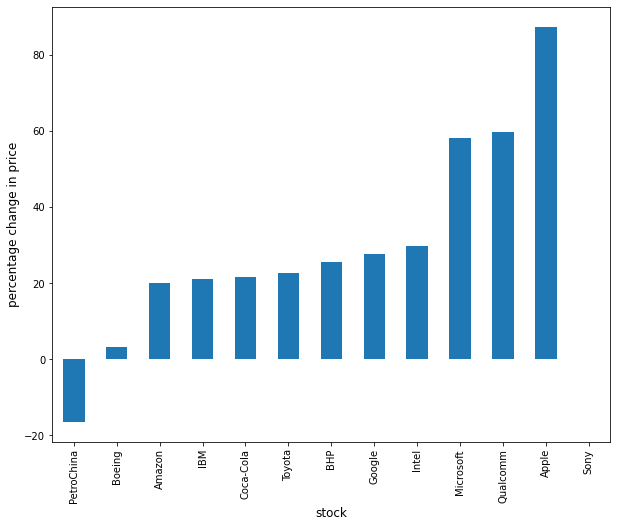 percentage change in price
80
60
40
20
0
−20
PetroChina
Boeing
Amazon
IBM
Coca-Cola
Toyota
BHP
Google
Intel
Microsoft
Qualcomm
Apple
Sony
stock